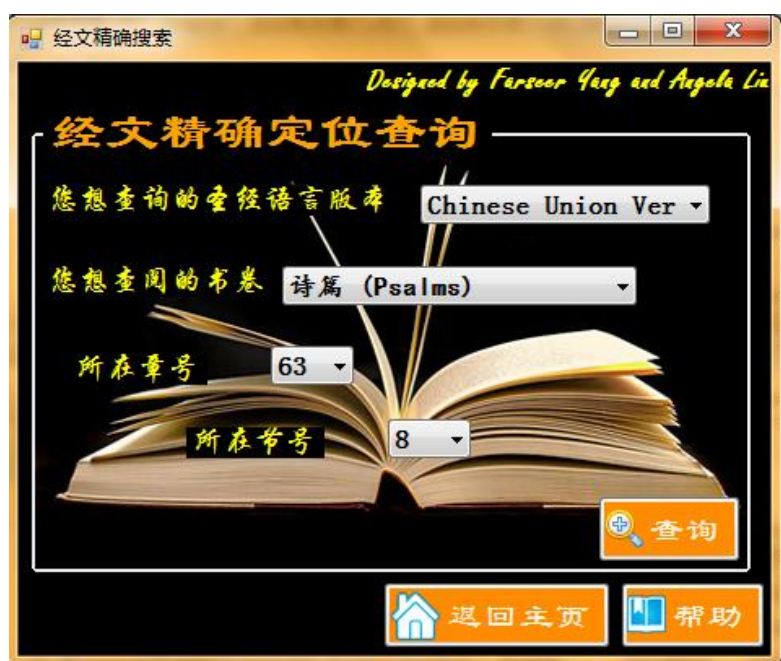 经文精确搜索
Designed by Farseer Yang and Angela Lin
经文精确定位查询
您想查询的圣经语言版本 Chinese Union Ver
您想查阅的书卷 诗篇 (Psalms)
所在章号 63
所在节号 8
查询
返回主页 帮助